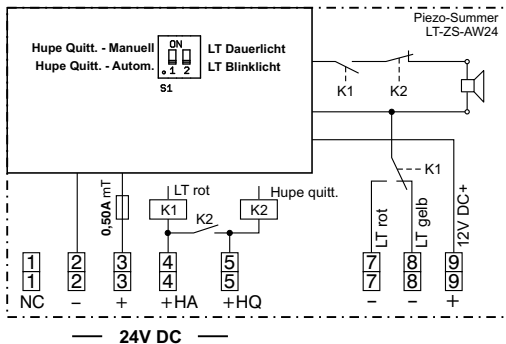 Piezo-Summer
LT-ZS-AW24
Hupe Quitt. - Manuell
ON
LT Dauerlicht
Hupe Quitt. - Autom.
1 2
LT Blinklicht
S1
K1
K2
K1
0,50A mT
LT rot
Hupe quitt.
K1
K2
K2
LT rot
LT gelb
12V DC+
1 2 3 4 5 7 8 9
1 2 3 4 5 7 8 9
NC – + +HA +HQ – – +
24V DC